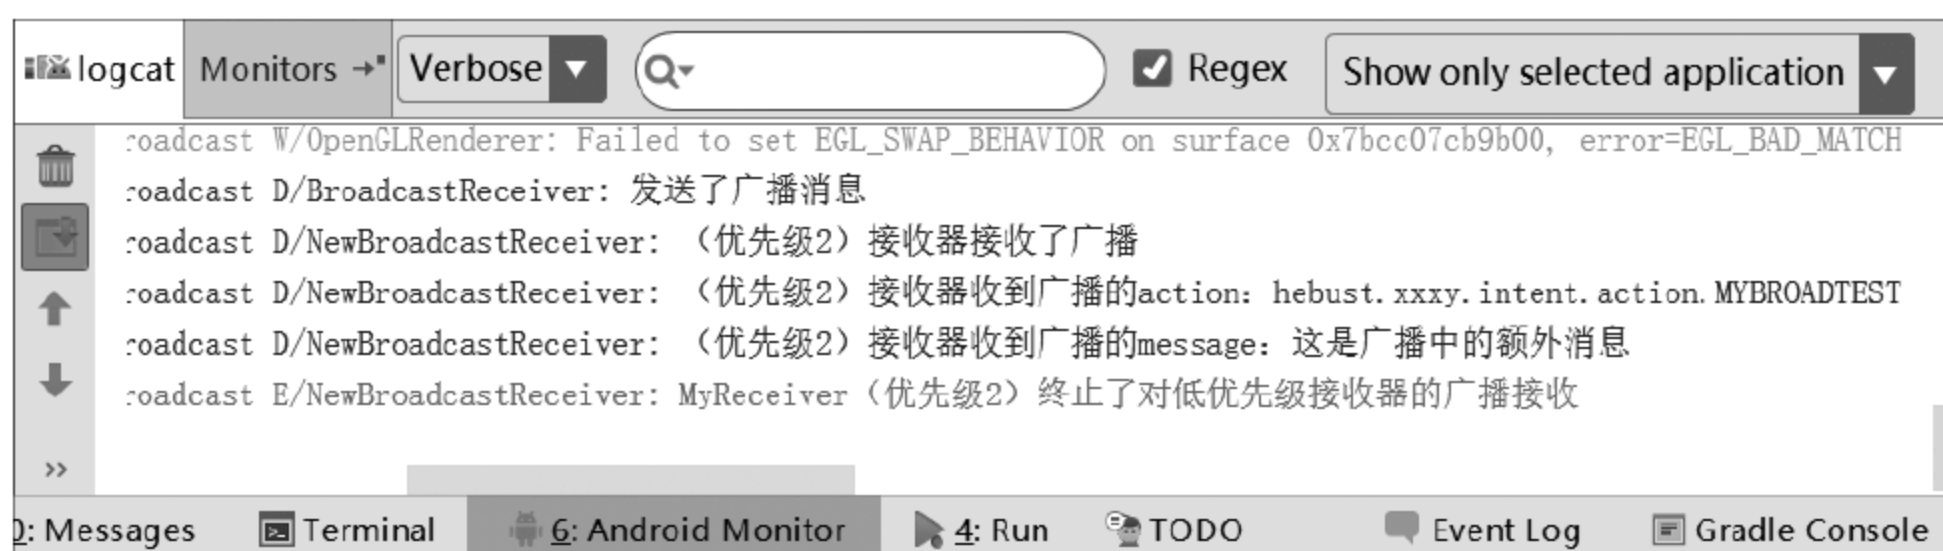 logcat Monitors Verbose Regex Show only selected application
roadcast W/OpenGLRenderer: Failed to set EGL_SWAP_BEHAVIOR on surface 0x7bcc07cb9b00, error=EGL_BAD_MATCH
roadcast D/BroadcastReceiver: 发送了广播消息
roadcast D/NewBroadcastReceiver: （优先级2）接收器接收了广播
roadcast D/NewBroadcastReceiver: （优先级2）接收器收到广播的action: hebust.xxxy.intent.action.MYBROADTEST
roadcast D/NewBroadcastReceiver: （优先级2）接收器收到广播的message: 这是广播中的额外消息
roadcast E/NewBroadcastReceiver: MyReceiver（优先级2）终止了对低优先级接收器的广播接收
0: Messages Terminal 6: Android Monitor 4: Run TODO Event Log Gradle Console